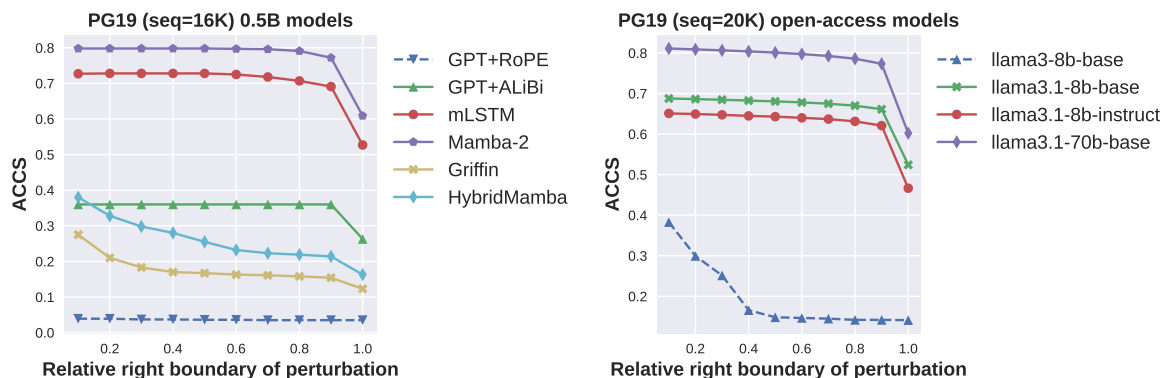 PG19 (seq=16K) 0.5B models
ACCS
0.8
0.7
0.6
0.5
0.4
0.3
0.2
0.1
0.0
0.2 0.4 0.6 0.8 1.0
Relative right boundary of perturbation
GPT+RoPE
GPT+ALiBi
mLSTM
Mamba-2
Griffin
HybridMamba
PG19 (seq=20K) open-access models
ACCS
0.8
0.7
0.6
0.5
0.4
0.3
0.2
0.2 0.4 0.6 0.8 1.0
Relative right boundary of perturbation
llama3-8b-base
llama3.1-8b-base
llama3.1-8b-instruct
llama3.1-70b-base